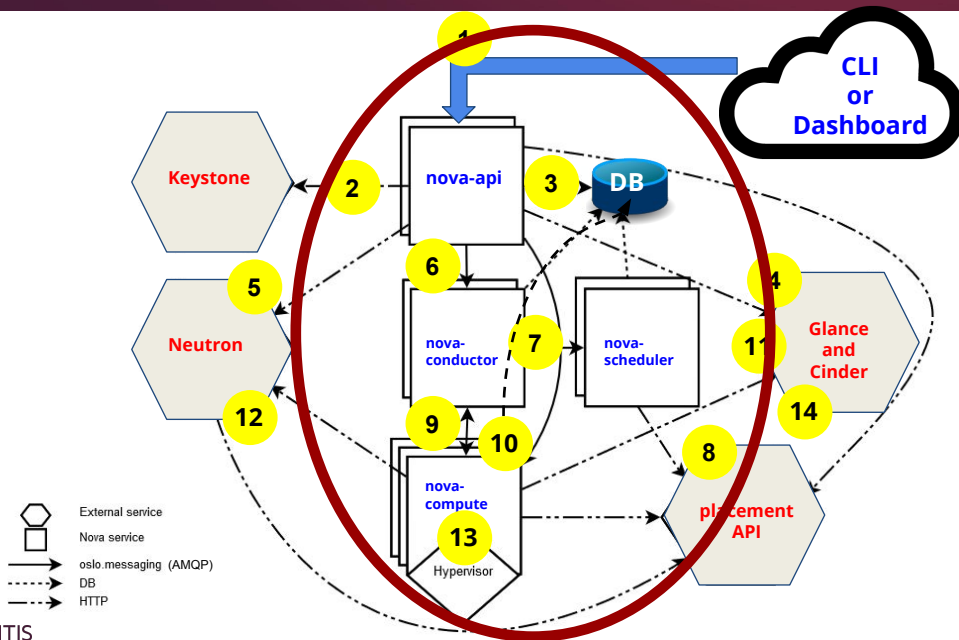 1
CLI
or
Dashboard
Keystone
2
nova-api
3
DB
6
5
4
Neutron
nova-
conductor
7
nova-
scheduler
11
Glance
and
Cinder
12
9
10
14
8
nova-
compute
placement
API
13
Hypervisor
External service
Nova service
oslo.messaging (AMQP)
DB
HTTP
ITIS